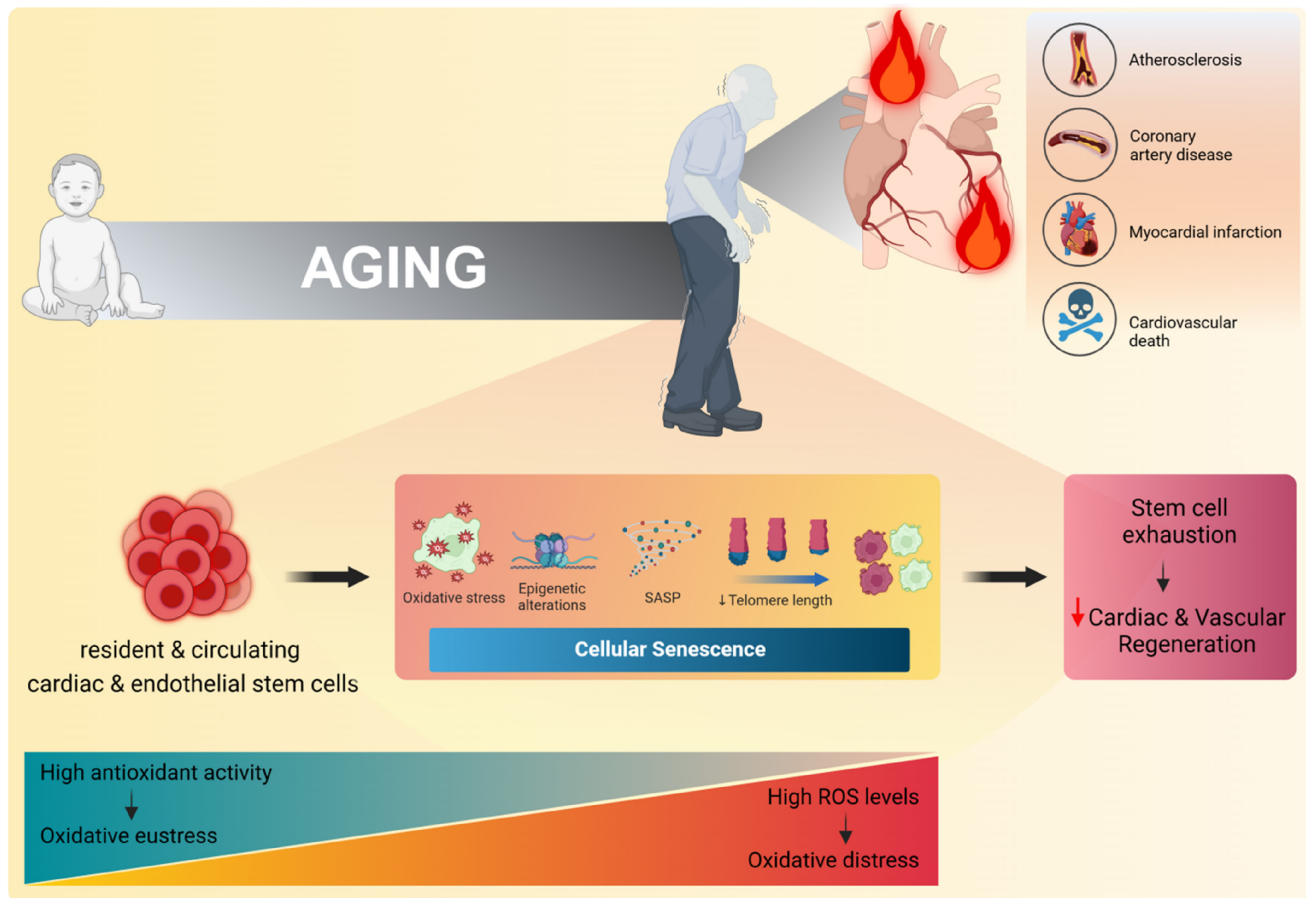 AGING
Atherosclerosis
Coronary
artery disease
Myocardial infarction
Cardiovascular
death
resident & circulating
cardiac & endothelial stem cells
Oxidative stress
Epigenetic
alterations
SASP
↓Telomere length
Cellular Senescence
Stem cell
exhaustion
↓
↓Cardiac & Vascular
Regeneration
High antioxidant activity
↓
Oxidative eustress
High ROS levels
↓
Oxidative distress